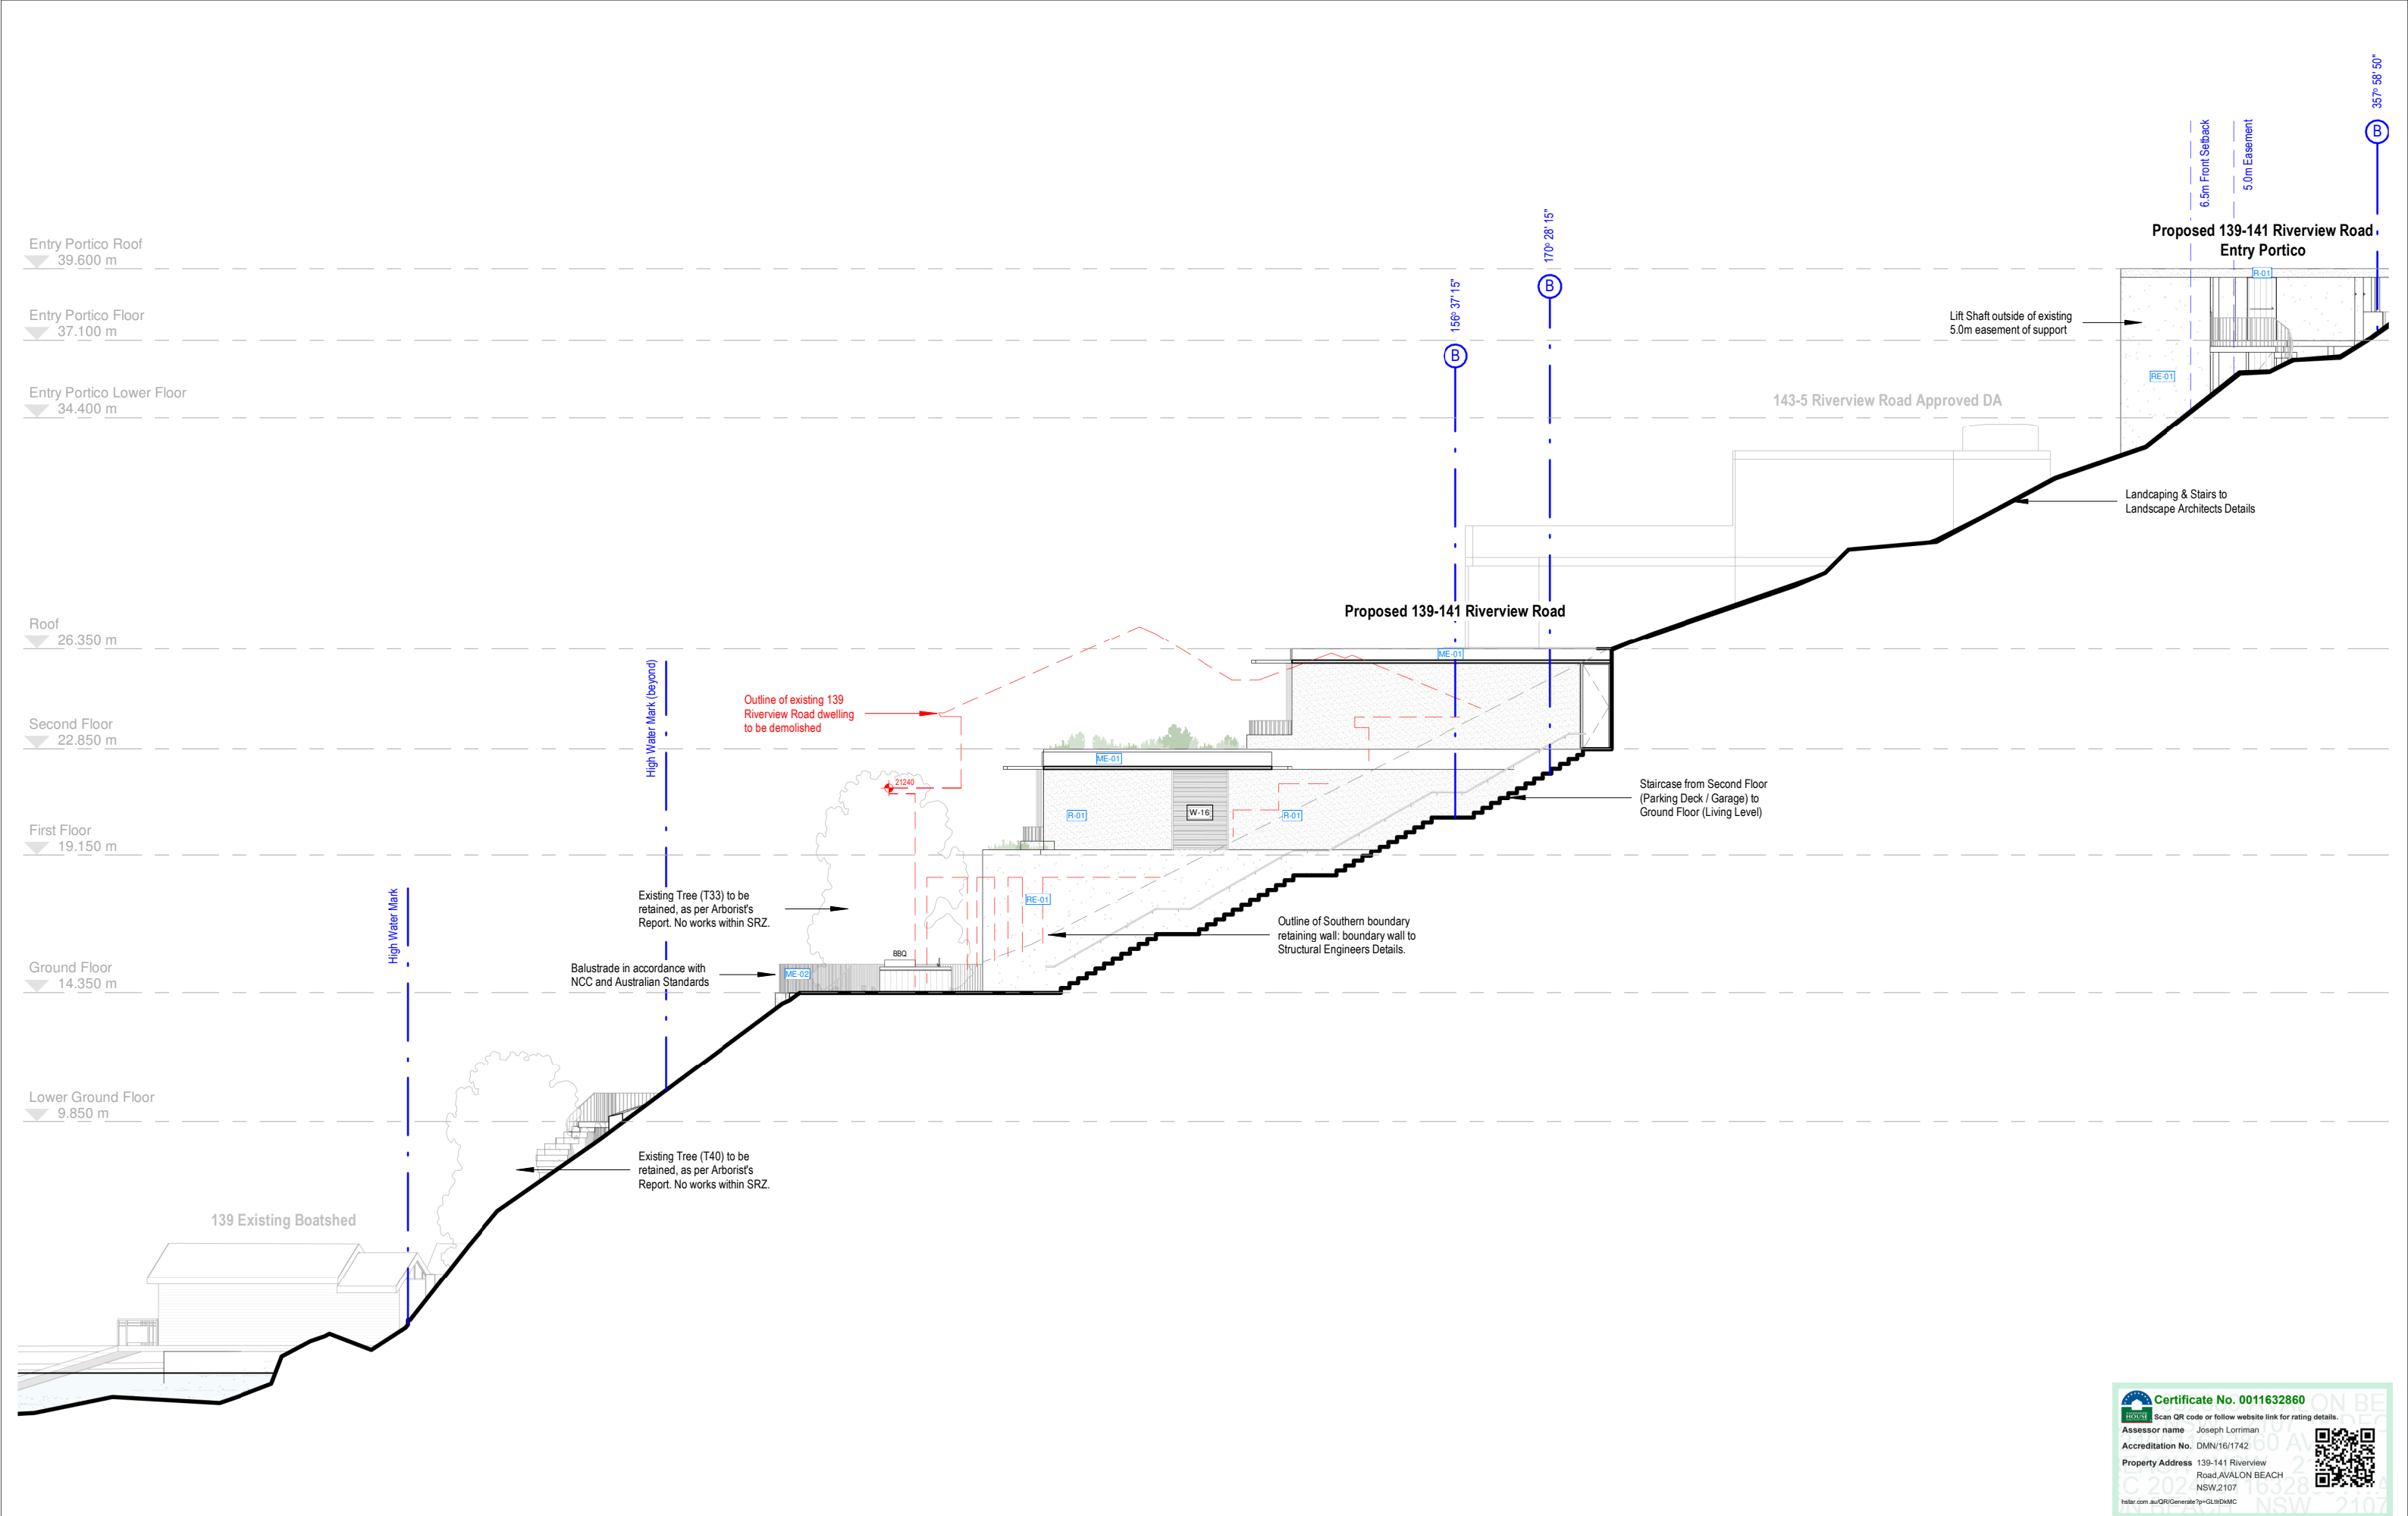 357° 58' 50"
B
6.5m Front Setback
5.0m Easement
Proposed 139-141 Riverview Road
Entry Portico
170° 28' 15"
B
156° 37' 15"
B
Entry Portico Roof
39.600 m
R-01
Entry Portico Floor
37.100 m
Lift Shaft outside of existing
5.0m easement of support
RE-01
Entry Portico Lower Floor
34.400 m
143-5 Riverview Road Approved DA
Landcaping & Stairs to
Landscape Architects Details
Proposed 139-141 Riverview Road
Roof
26.350 m
ME-01
High Water Mark (beyond)
Outline of existing 139
Riverview Road dwelling
to be demolished
Second Floor
22.850 m
ME-01
21240
Staircase from Second Floor
(Parking Deck / Garage) to
Ground Floor (Living Level)
R-01
W-16
R-01
First Floor
19.150 m
High Water Mark
Existing Tree (T33) to be
retained, as per Arborist's
Report. No works within SRZ.
RE-01
Outline of Southern boundary
retaining wall: boundary wall to
Structural Engineers Details.
BBQ
Balustrade in accordance with
NCC and Australian Standards
ME-02
Ground Floor
14.350 m
Lower Ground Floor
9.850 m
Existing Tree (T40) to be
retained, as per Arborist's
Report. No works within SRZ.
139 Existing Boatshed
Certificate No. 0011632860
Scan QR code or follow website link for rating details.
HOUSE
Assessor name Joseph Lorriman
Accreditation No. DMN/16/1742
Property Address 139-141 Riverview
Road,AVALON BEACH
NSW,2107